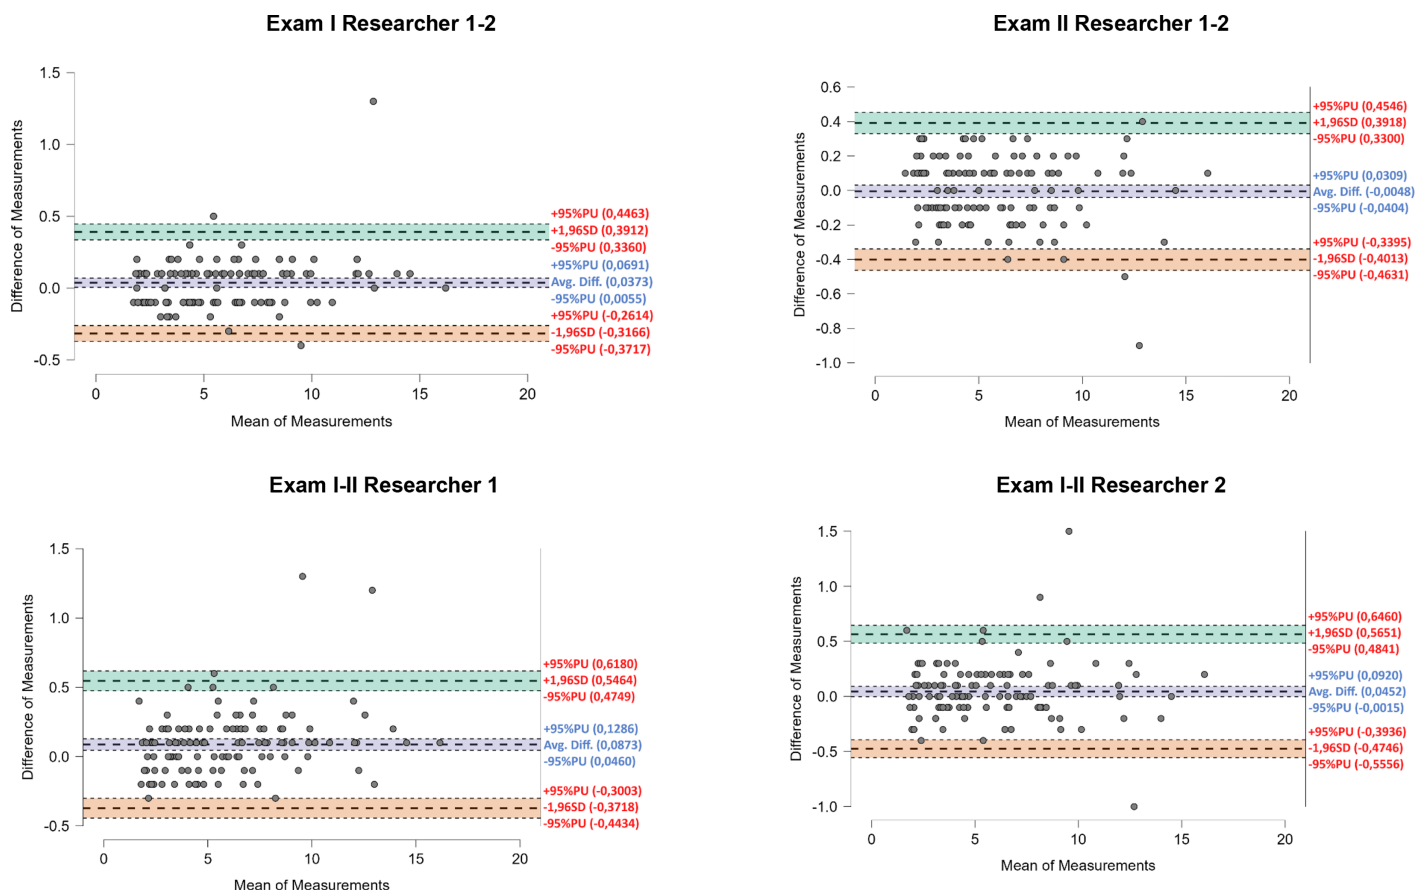 Exam I Researcher 1-2
Difference of Measurements
1.5
1.0
0.5
0.0
-0.5
+95%PU (0,4463)
+1,96SD (0,3912)
-95%PU (0,3360)
+95%PU (0,0691)
Avg. Diff. (0,0373)
-95%PU (0,0055)
+95%PU (-0,2614)
-1,96SD (-0,3166)
-95%PU (-0,3717)
0 5 10 15 20
Mean of Measurements
Exam II Researcher 1-2
Difference of Measurements
0.6
0.4
0.2
0.0
-0.2
-0.4
-0.6
-0.8
-1.0
+95%PU (0,4546)
+1,96SD (0,3918)
-95%PU (0,3300)
+95%PU (0,0309)
Avg. Diff. (-0,0048)
-95%PU (-0,0404)
+95%PU (-0,3395)
-1,96SD (-0,4013)
-95%PU (-0,4631)
0 5 10 15 20
Mean of Measurements
Exam I-II Researcher 1
Difference of Measurements
1.5
1.0
0.5
0.0
-0.5
+95%PU (0,6180)
+1,96SD (0,5464)
-95%PU (0,4749)
+95%PU (0,1286)
Avg. Diff. (0,0873)
-95%PU (0,0460)
+95%PU (-0,3003)
-1,96SD (-0,3718)
-95%PU (-0,4434)
0 5 10 15 20
Mean of Measurements
Exam I-II Researcher 2
Difference of Measurements
1.5
1.0
0.5
0.0
-0.5
-1.0
+95%PU (0,6460)
+1,96SD (0,5651)
-95%PU (0,4841)
+95%PU (0,0920)
Avg. Diff. (0,0452)
-95%PU (-0,0015)
+95%PU (-0,3936)
-1,96SD (-0,4746)
-95%PU (-0,5556)
0 5 10 15 20
Mean of Measurements